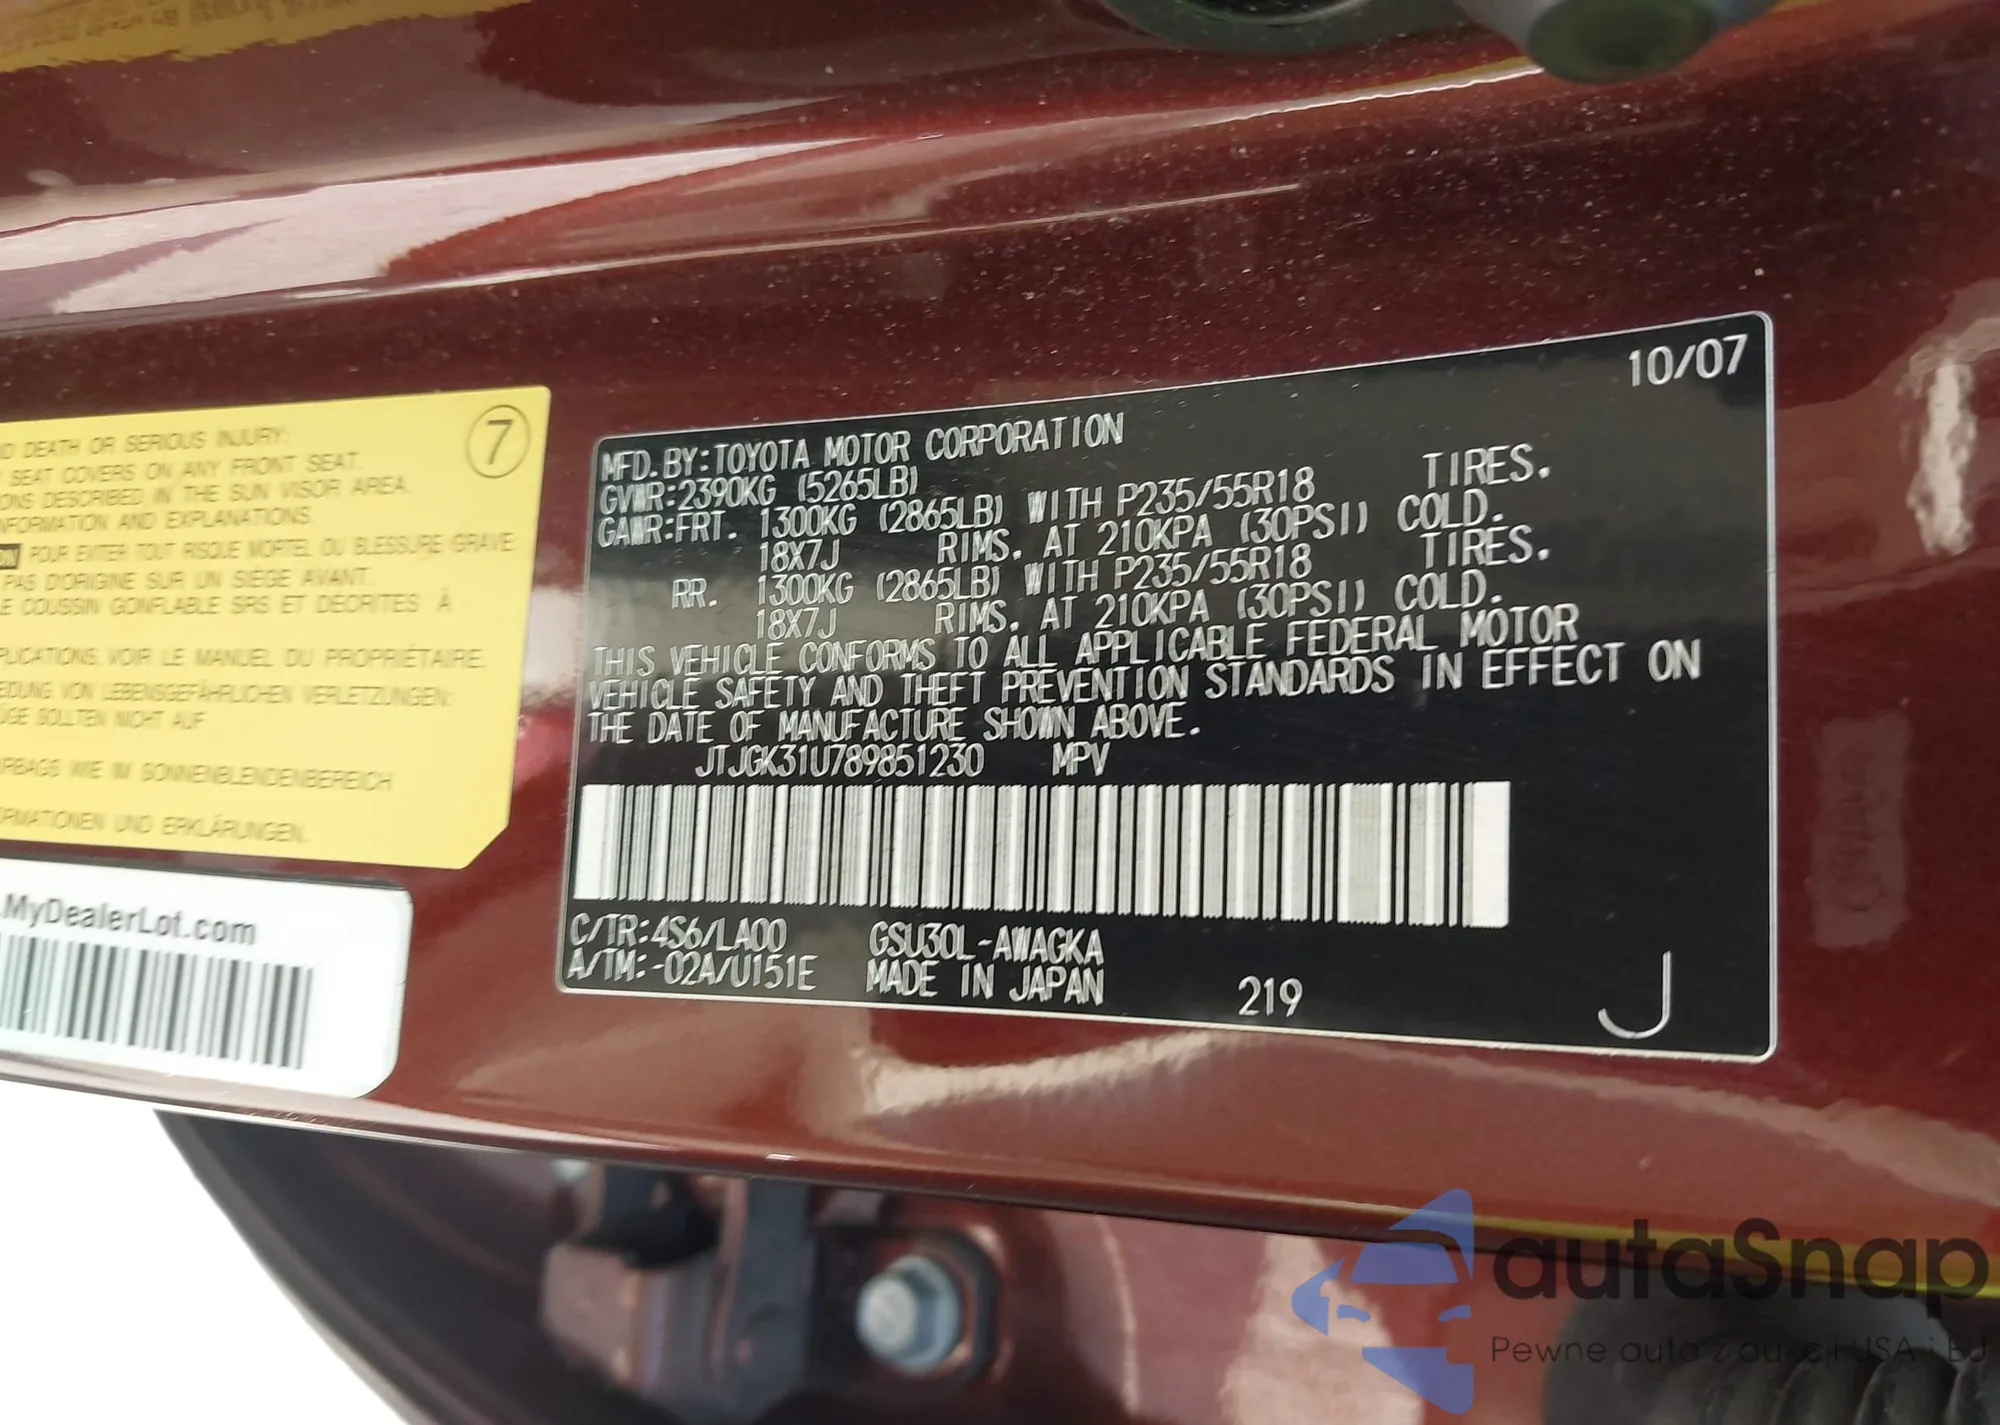 ND DEATH OR SERIOUS INJURY:
SEAT COVERS ON ANY FRONT SEAT.
ONS DESCRIBED IN THE SUN VISOR AREA.
NFORMATION AND EXPLANATIONS.
POUR EVITER TOUT RISQUE MORTEL OU BLESSURE GRAVE:
PAS D'ORIGINE SUR UN SIÈGE AVANT.
LE COUSSIN GONFLABLE SRS ET DÉCRITES À
PLICATIONS, VOIR LE MANUEL DU PROPRIÉTAIRE.
EIDUNG VON LEBENSGEFÄHRLICHEN VERLETZUNGEN:
ÜGE SOLLTEN NICHT AUF
RBAGS WIE IM SONNENBLENDENBEREICH
ORMATIONEN UND ERKLÄRUNGEN.
7
.MyDealerLot.com
10/07
MFD. BY: TOYOTA MOTOR CORPORATION
GVWR: 2390KG (5265LB)
GAWR: FRT. 1300KG (2865LB) WITH P235/55R18 TIRES.
18X7J RIMS. AT 210KPA (30PSI) COLD.
RR. 1300KG (2865LB) WITH P235/55R18 TIRES.
18X7J RIMS. AT 210KPA (30PSI) COLD.
THIS VEHICLE CONFORMS TO ALL APPLICABLE FEDERAL MOTOR
VEHICLE SAFETY AND THEFT PREVENTION STANDARDS IN EFFECT ON
THE DATE OF MANUFACTURE SHOWN ABOVE.
JTJGK31U789851230 MPV
C/TR: 4S6/LA00 GSU30L-AWAGKA
A/TM: -02A/U151E MADE IN JAPAN 219 J
autaSnap
Pewne auta z aukcji USA i Ed